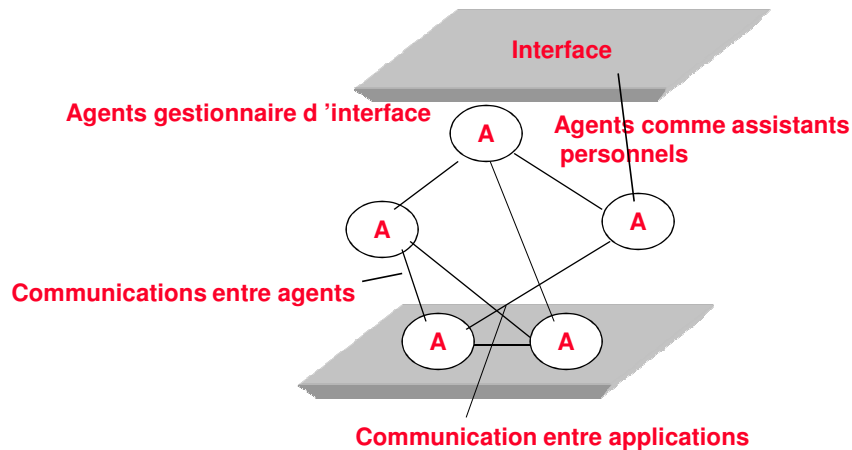 Interface
Agents gestionnaire d ’interface
Agents comme assistants
personnels
A
A
A
Communications entre agents
A
A
Communication entre applications